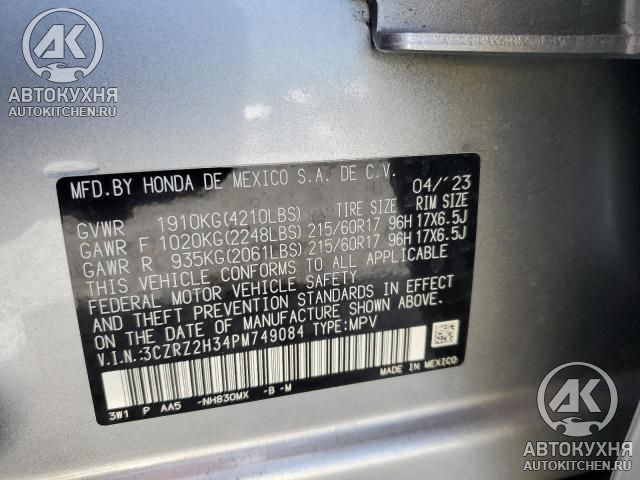 АК
АВТОКУХНЯ
AUTOKITCHEN.RU
MFD.BY HONDA DE MEXICO S.A. DE C.V. 04/´23
GVWR 1910KG(4210LBS) TIRE SIZE RIM SIZE
GAWR F 1020KG(2248LBS) 215/60R17 96H 17X6.5J
GAWR R 935KG(2061LBS) 215/60R17 96H 17X6.5J
THIS VEHICLE CONFORMS TO ALL APPLICABLE
FEDERAL MOTOR VEHICLE SAFETY
AND THEFT PREVENTION STANDARDS IN EFFECT
ON THE DATE OF MANUFACTURE SHOWN ABOVE.
V.I.N.:3CZRZ2H34PM749084 TYPE:MPV
3W1 P AA5 -NH830MX -B -M
MADE IN MEXICO
АК
АВТОКУХНЯ
AUTOKITCHEN.RU